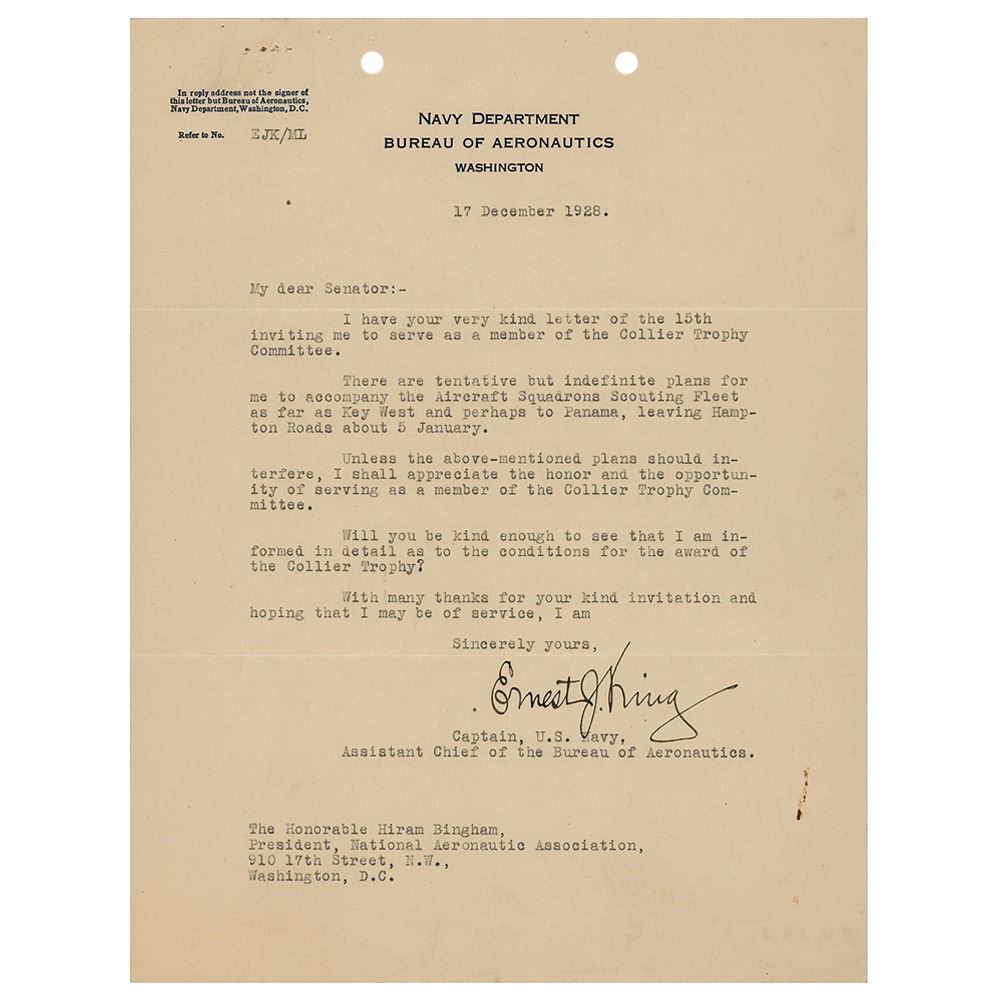 In reply address not the signer of
this letter but Bureau of Aeronautics,
Navy Department, Washington, D.C.
Refer to No. EJK/ML
NAVY DEPARTMENT
BUREAU OF AERONAUTICS
WASHINGTON
17 December 1928.
My dear Senator:-
I have your very kind letter of the 15th
inviting me to serve as a member of the Collier Trophy
Committee.
There are tentative but indefinite plans for
me to accompany the Aircraft Squadrons Scouting Fleet
as far as Key West and perhaps to Panama, leaving Hamp-
ton Roads about 5 January.
Unless the above-mentioned plans should in-
terfere, I shall appreciate the honor and the opportun-
ity of serving as a member of the Collier Trophy Com-
mittee.
Will you be kind enough to see that I am in-
formed in detail as to the conditions for the award of
the Collier Trophy?
With many thanks for your kind invitation and
hoping that I may be of service, I am
Sincerely yours,
Ernest J. King
Captain, U.S. Navy,
Assistant Chief of the Bureau of Aeronautics.
The Honorable Hiram Bingham,
President, National Aeronautic Association,
910 17th Street, N.W.,
Washington, D.C.